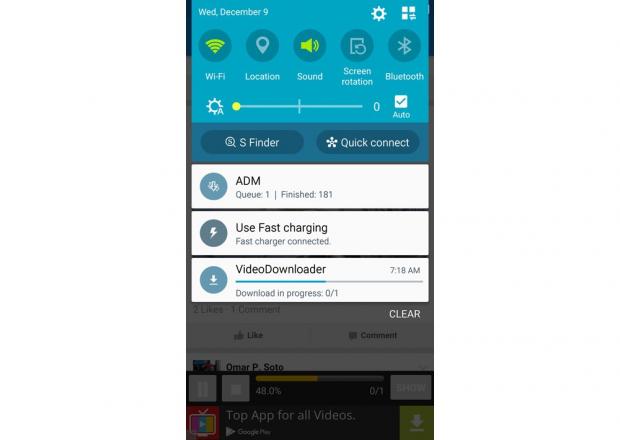 Wed, December 9
Wi-Fi
Location
Sound
Screen
rotation
Bluetooth
A
0
Auto
S Finder
Quick connect
ADM
Queue: 1 | Finished: 181
Use Fast charging
Fast charger connected.
VideoDownloader
7:18 AM
Download in progress: 0/1
2 Likes · 1 Comment
CLEAR
Like
Comment
Omar P. Soto
48.0%
0/1
SHOW
Top App for all Videos.
Google Play